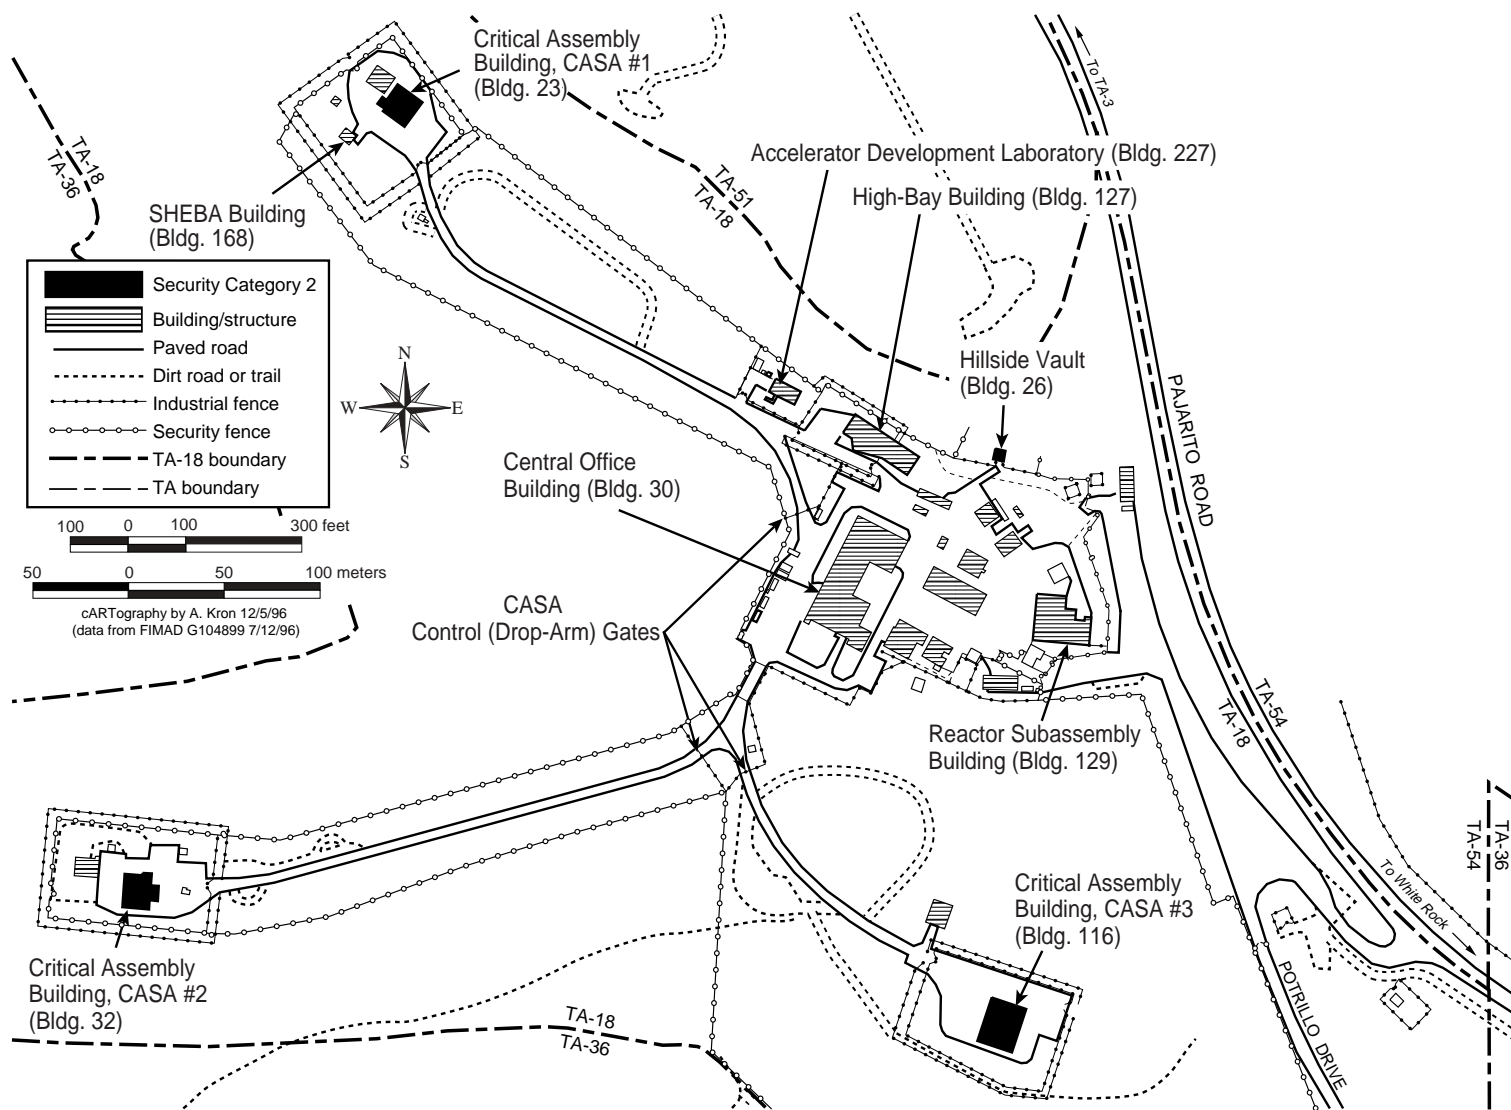 Critical Assembly
Building, CASA #1
(Bldg. 23)
To TA-3
TA-18
TA-36
Accelerator Development Laboratory (Bldg. 227)
TA-51
TA-18
High-Bay Building (Bldg. 127)
SHEBA Building
(Bldg. 168)
Security Category 2
Building/structure
Paved road
Dirt road or trail
Industrial fence
Security fence
TA-18 boundary
TA boundary
N
W
E
S
Hillside Vault
(Bldg. 26)
PAJARITO ROAD
Central Office
Building (Bldg. 30)
100 0 100 300 feet
50 0 50 100 meters
cARTography by A. Kron 12/5/96
(data from FIMAD G104899 7/12/96)
CASA
Control (Drop-Arm) Gates
TA-54
TA-18
Reactor Subassembly
Building (Bldg. 129)
TA-36
TA-54
To White Rock
Critical Assembly
Building, CASA #3
(Bldg. 116)
Critical Assembly
Building, CASA #2
(Bldg. 32)
TA-18
TA-36
POTRILLO DRIVE